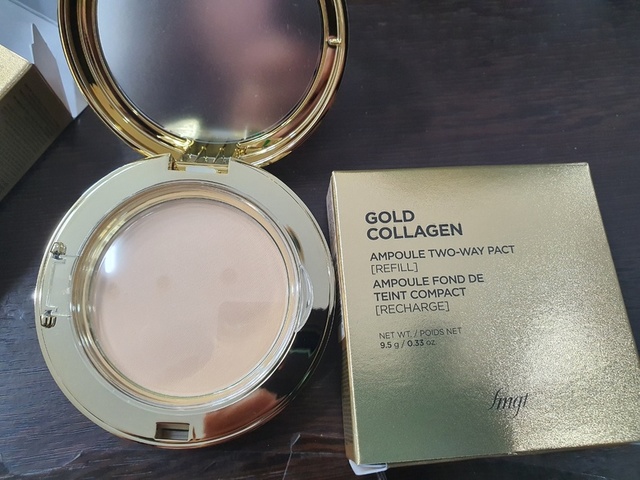 GOLD
COLLAGEN
AMPOULE TWO-WAY PACT
[REFILL]
AMPOULE FOND DE
TEINT COMPACT
[RECHARGE]
NET WT. / POIDS NET
9.5 g / 0.33 oz.
fmgt